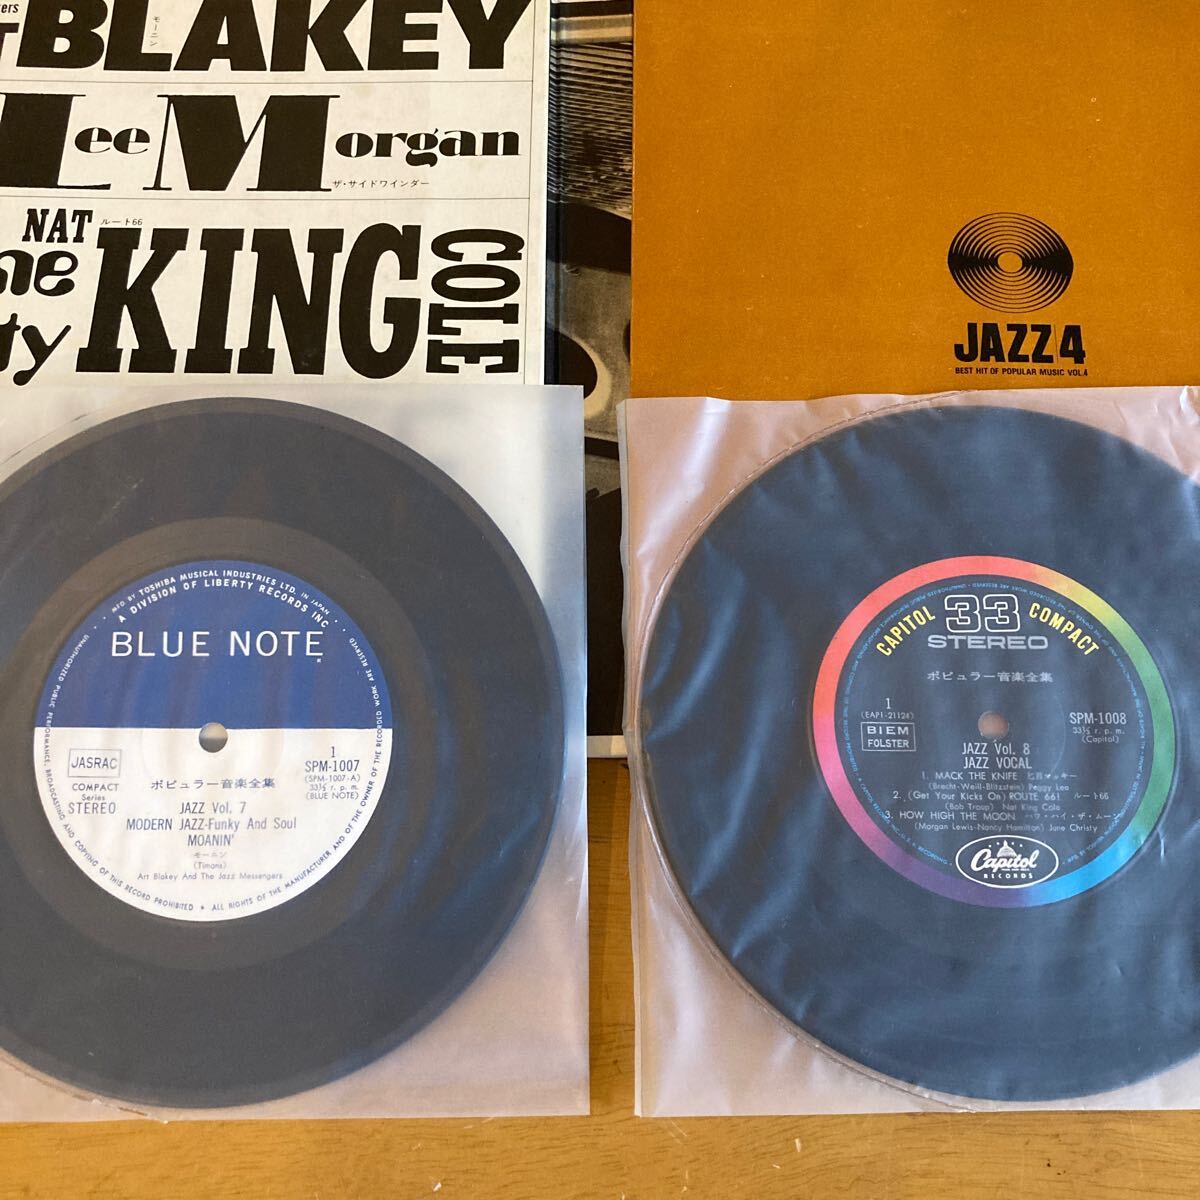 BLAKEY
モーニン
Lee Morgan
ザ・サイドワインダー
NAT
ルート66
KING
COLE
ty
JAZZ/4
BEST HIT OF POPULAR MUSIC VOL.4
MFD BY TOSHIBA MUSICAL INDUSTRIES LTD. IN JAPAN
A DIVISION OF LIBERTY RECORDS INC
BLUE NOTE
R
JASRAC
1
SPM-1007
COMPACT
Series
STEREO
(SPM-1007-A)
33⅓ r. p. m.
(BLUE NOTE)
ポピュラー音楽全集
JAZZ Vol. 7
MODERN JAZZ-Funky And Soul
MOANIN'
モーニン
(Timons)
Art Blakey And The Jazz Messengers
UNAUTHORIZED PUBLIC PERFORMANCE, BROADCASTING AND COPYING OF THIS RECORD PROHIBITED ★ ALL RIGHTS OF THE MANUFACTURER AND OF THE OWNER OF THE RECORDED WORK ARE RESERVED
CAPITOL 33 COMPACT
STEREO
ポピュラー音楽全集
1
(EAP1-21124)
BIEM
FOLSTER
SPM-1008
33⅓ r. p. m.
(Capitol)
JAZZ Vol. 8
JAZZ VOCAL
1. MACK THE KNIFE 匕首マッキー
(Brecht-Weill-Blitzstein) Peggy Lee
2. (Get Your Kicks On) ROUTE 66! ルート66
(Bob Troup) Nat King Cole
3. HOW HIGH THE MOON ハウ・ハイ・ザ・ムーン
(Morgan Lewis-Nancy Hamilton) June Christy
Capitol
RECORDS